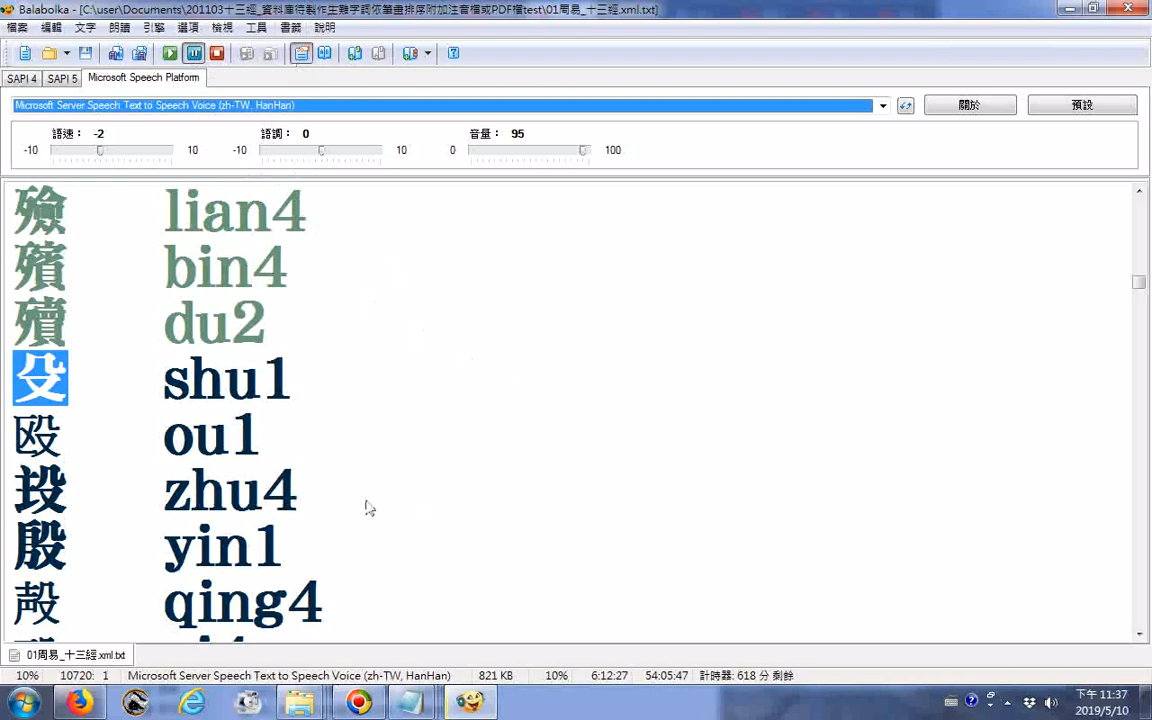 Balabolka - [C:\user\Documents\201103十三經_資料庫待製作生難字詞依筆畫排序附加注音檔或PDF檔test\01周易_十三經.xml.txt]
檔案 編輯 文字 朗讀 引擎 選項 檢視 工具 書籤 說明
SAPI 4 SAPI 5 Microsoft Speech Platform
Microsoft Server Speech Text to Speech Voice (zh-TW, HanHan) 關於 預設
語速： -2 語調： 0 音量： 95
-10 10 -10 10 0 100
殮 lian4
殯 bin4
殰 du2
殳 shu1
殴 ou1
殶 zhu4
殷 yin1
殸 qing4
01周易_十三經.xml.txt
10% 10720: 1 Microsoft Server Speech Text to Speech Voice (zh-TW, HanHan) 821 KB 10% 6:12:27 54:05:47 計時器: 618 分 剩餘
下午 11:37
2019/5/10